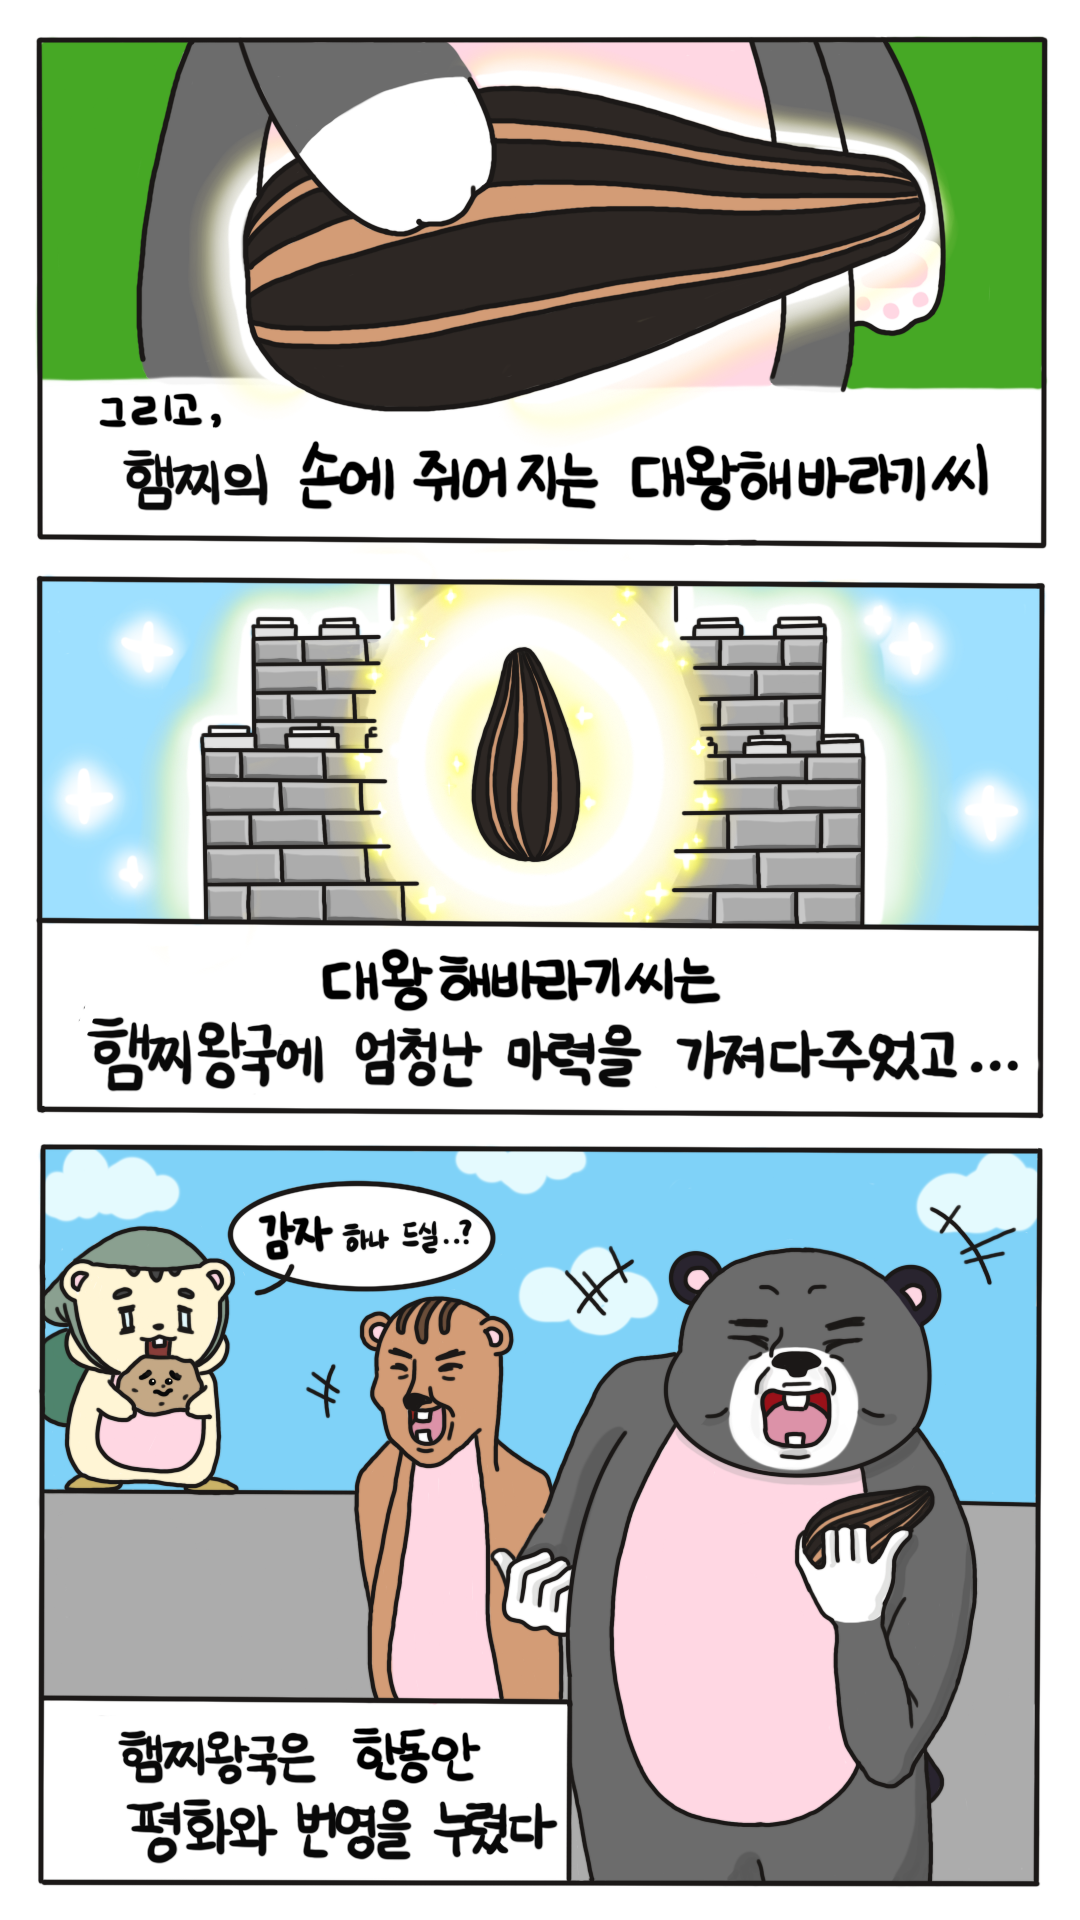 그리고,
햄찌의 손에 쥐어지는 대왕해바라기씨
대왕해바라기씨는
햄찌왕국에 엄청난 마력을 가져다주었고...
감자 하나 드실..?
햄찌왕국은 한동안
평화와 번영을 누렸다